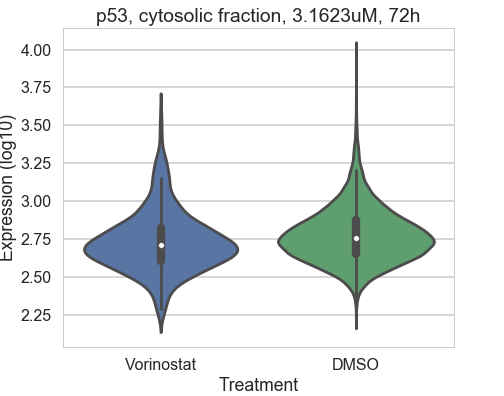 p53, cytosolic fraction, 3.1623uM, 72h
4.00
3.75
3.50
3.25
3.00
2.75
2.50
2.25
Expression (log10)
Vorinostat
DMSO
Treatment